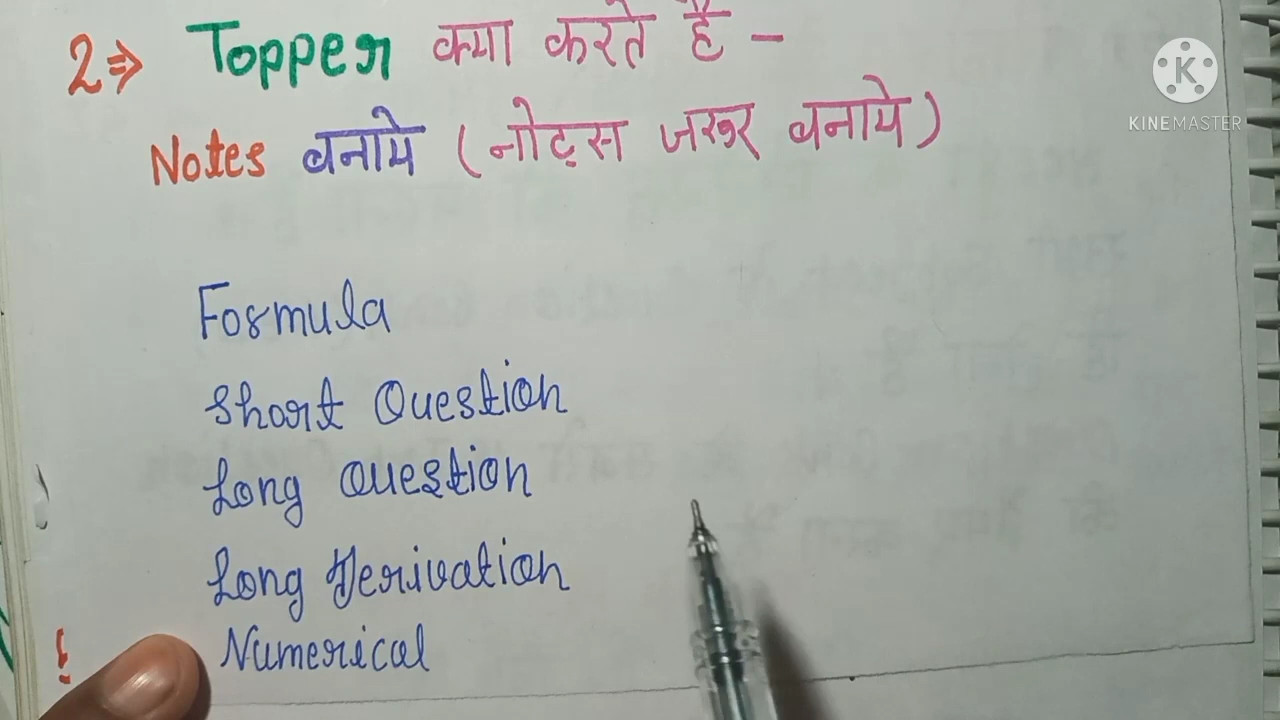 2⇒ Topper क्या करते है -
K
KINEMASTER
Notes बनाये (नोट्स जरूर बनाये)
Formula
Short Question
Long Question
Long Derivation
Numerical